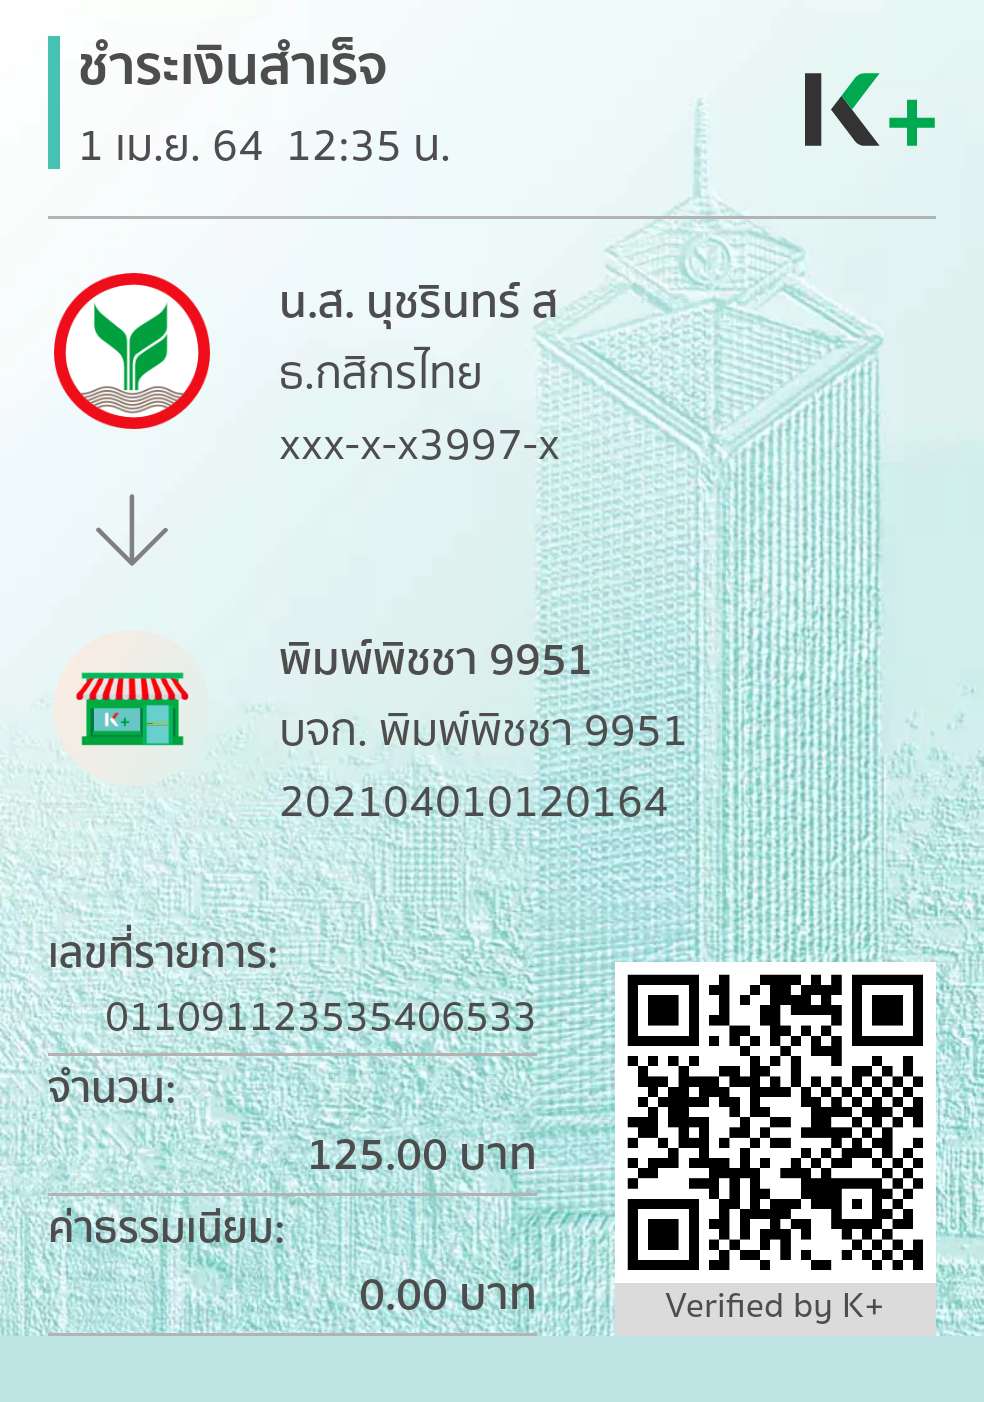 ชำระเงินสำเร็จ
1 เม.ย. 64 12:35 น.
K+
น.ส. นุชรินทร์ ส
ธ.กสิกรไทย
xxx-x-x3997-x
พิมพ์พิชชา 9951
K+
บจก. พิมพ์พิชชา 9951
202104010120164
เลขที่รายการ:
011091123535406533
จำนวน:
125.00 บาท
ค่าธรรมเนียม:
0.00 บาท
Verified by K+